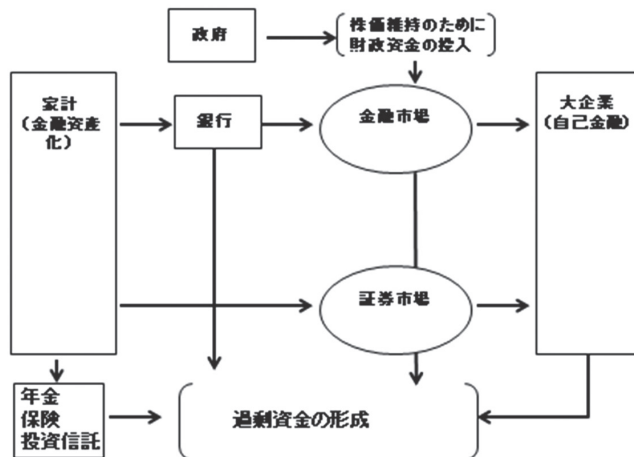 政府
株価維持のために
財政資金の投入
家計
(金融資産
化)
銀行
金融市場
大企業
(自己金融)
証券市場
年金
保険
投資信託
過剰資金の形成